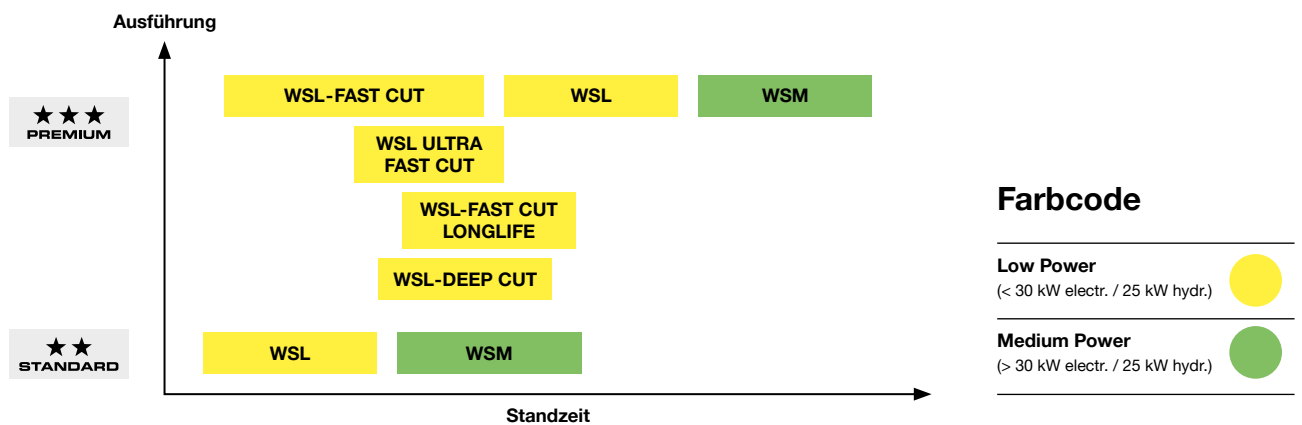 Ausführung
★★★
PREMIUM
WSL-FAST CUT
WSL
WSM
WSL ULTRA
FAST CUT
WSL-FAST CUT
LONGLIFE
WSL-DEEP CUT
★★
STANDARD
WSL
WSM
Standzeit
Farbcode
Low Power
(< 30 kW electr. / 25 kW hydr.)
Medium Power
(> 30 kW electr. / 25 kW hydr.)